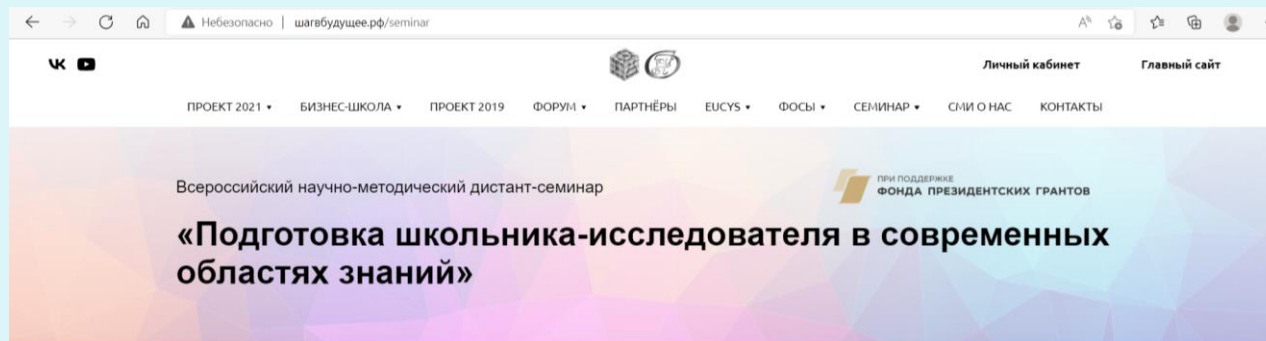 Небезопасно | шагвбудущее.рф/seminar
Личный кабинет Главный сайт
ПРОЕКТ 2021 БИЗНЕС-ШКОЛА ПРОЕКТ 2019 ФОРУМ ПАРТНЁРЫ EUCYS ФОСЫ СЕМИНАР СМИ О НАС КОНТАКТЫ
Всероссийский научно-методический дистант-семинар
ПРИ ПОДДЕРЖКЕ
ФОНДА ПРЕЗИДЕНТСКИХ ГРАНТОВ
«Подготовка школьника-исследователя в современных
областях знаний»